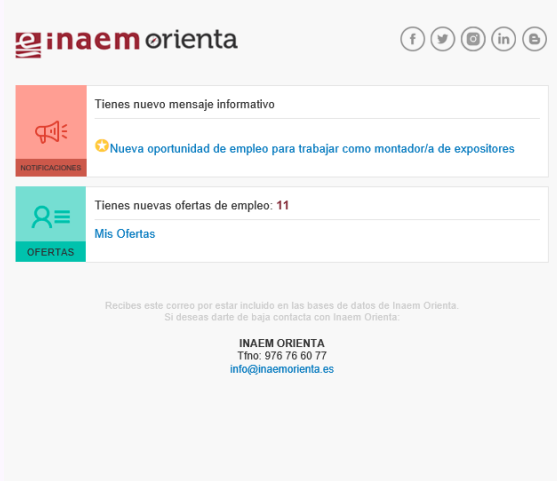 inaem orienta
Tienes nuevo mensaje informativo
Nueva oportunidad de empleo para trabajar como montador/a de expositores
NOTIFICACIONES
Tienes nuevas ofertas de empleo: 11
Mis Ofertas
OFERTAS
Recibes este correo por estar incluido en las bases de datos de Inaem Orienta.
Si deseas darte de baja contacta con Inaem Orienta:
INAEM ORIENTA
Tfno: 976 76 60 77
info@inaemorienta.es